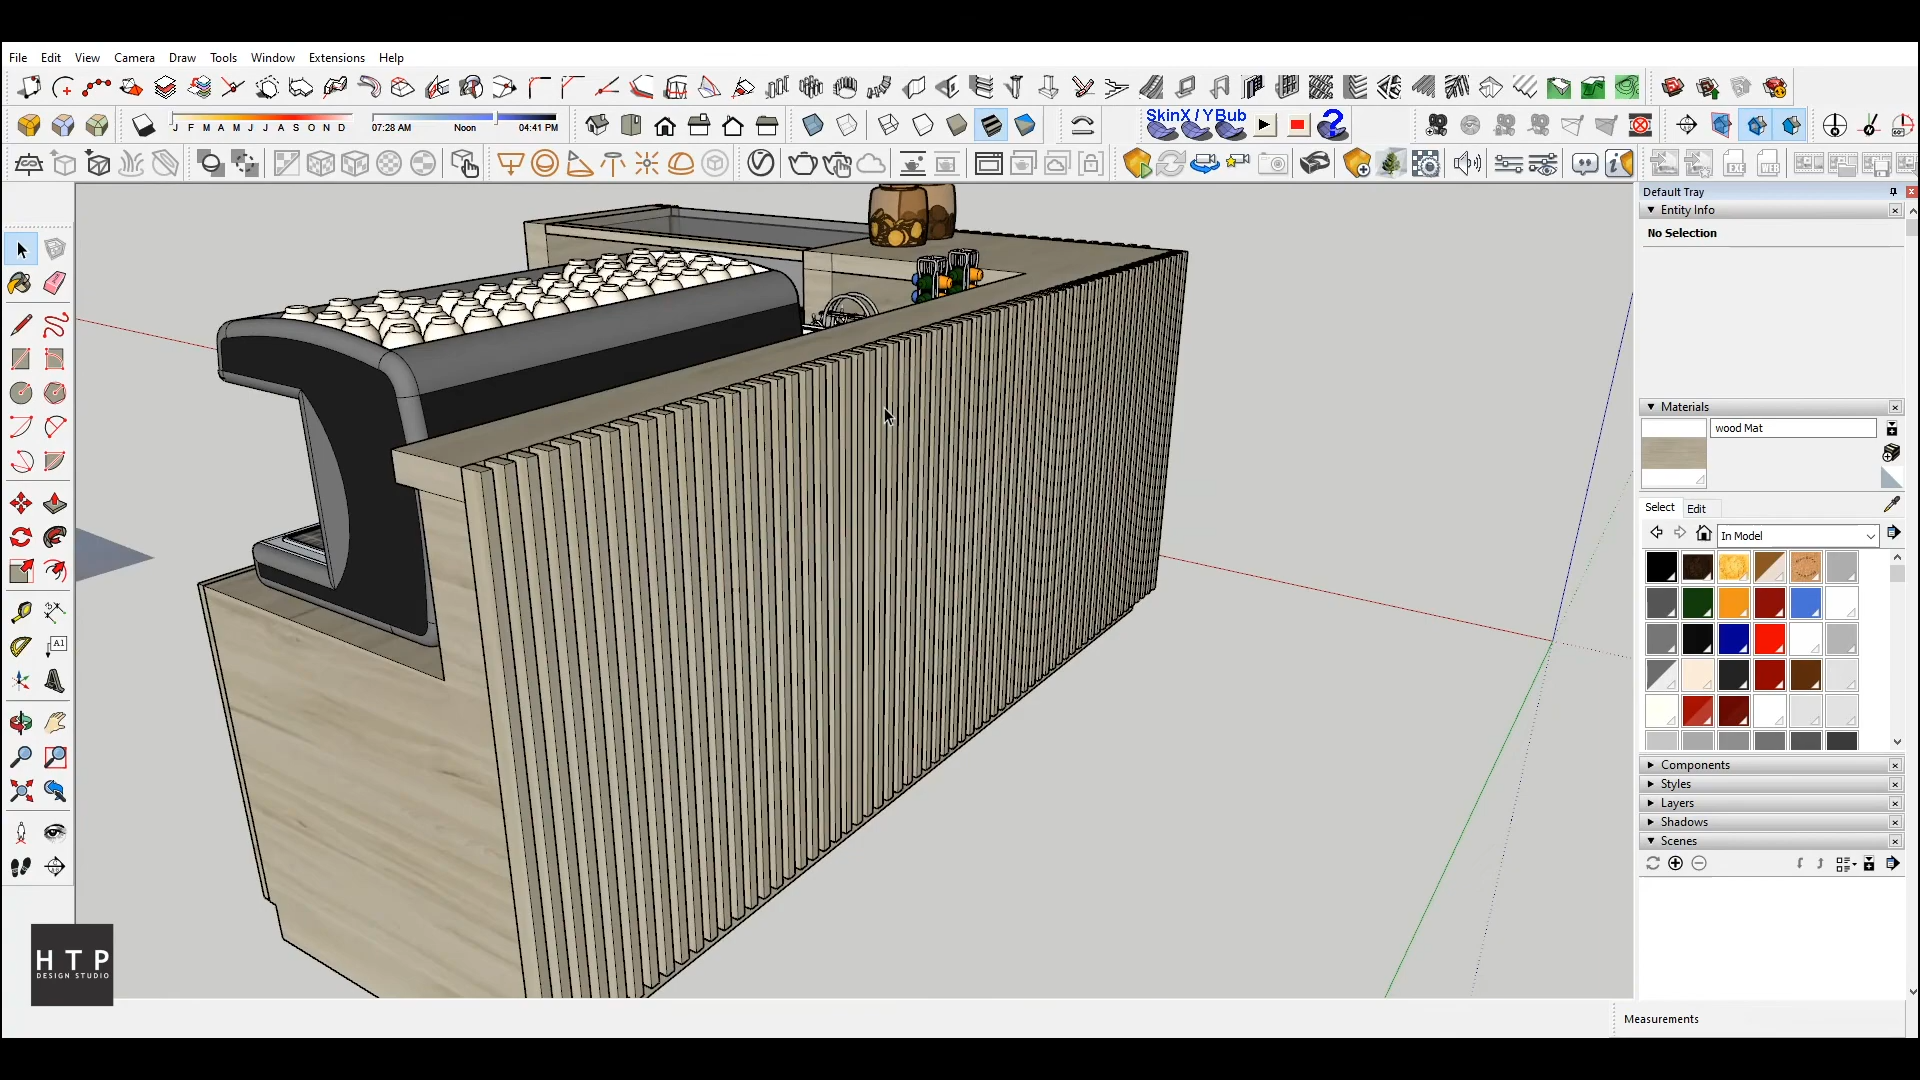 File Edit View Camera Draw Tools Window Extensions Help
SkinX / YBub
J F M A M J J A S O N D
07:28 AM Noon 04:41 PM
Default Tray
Entity Info
No Selection
Materials
wood Mat
Select Edit
In Model
A1
Components
Styles
Layers
Shadows
Scenes
HTP
DESIGN STUDIO
Measurements